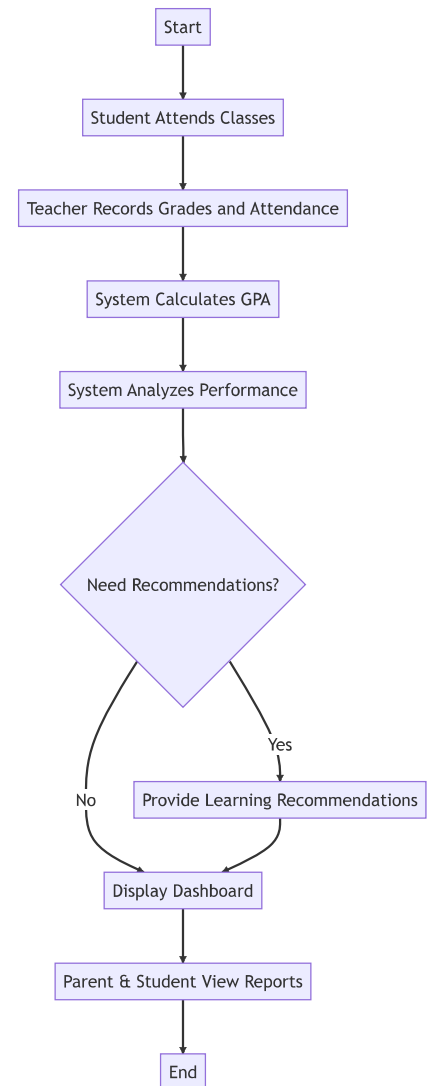 Start
Student Attends Classes
Teacher Records Grades and Attendance
System Calculates GPA
System Analyzes Performance
Need Recommendations?
Yes
No
Provide Learning Recommendations
Display Dashboard
Parent & Student View Reports
End